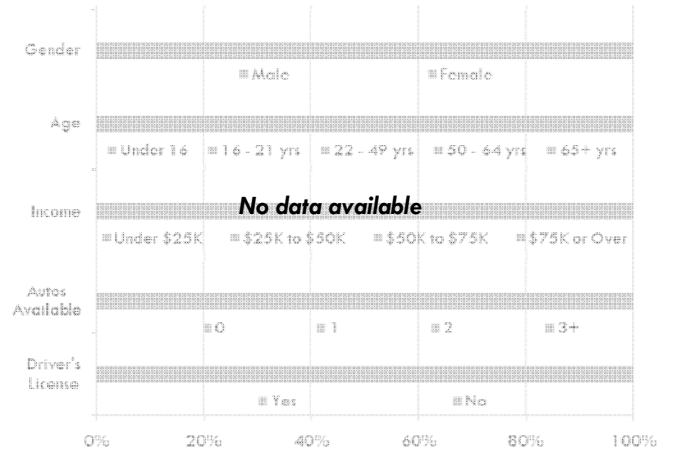 Gender
Male Female
Age
Under 16 16 - 21 yrs 22 - 49 yrs 50 - 64 yrs 65+ yrs
Income
No data available
Under $25K $25K to $50K $50K to $75K $75K or Over
Autos
Available
0 1 2 3+
Driver's
License
Yes No
0% 20% 40% 60% 80% 100%